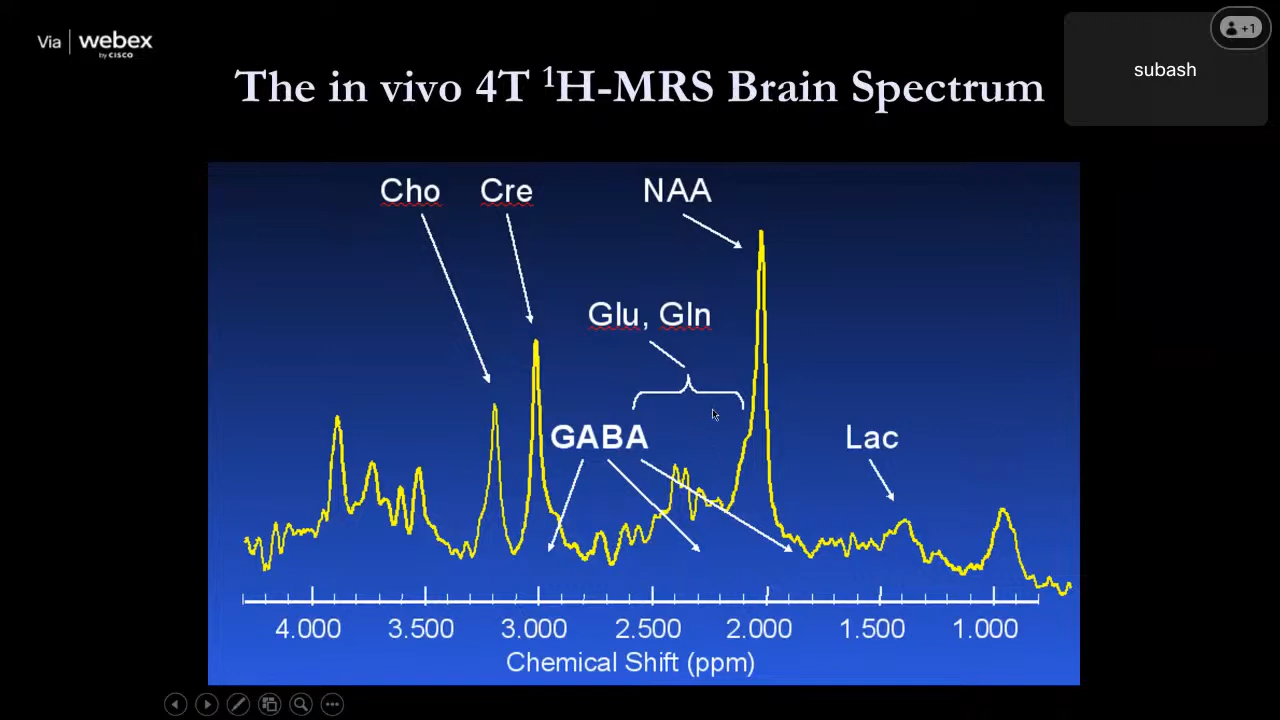 Via webex
by CISCO
+1
subash
The in vivo 4T ¹H-MRS Brain Spectrum
Cho Cre NAA
Glu, Gln
GABA Lac
4.000 3.500 3.000 2.500 2.000 1.500 1.000
Chemical Shift (ppm)